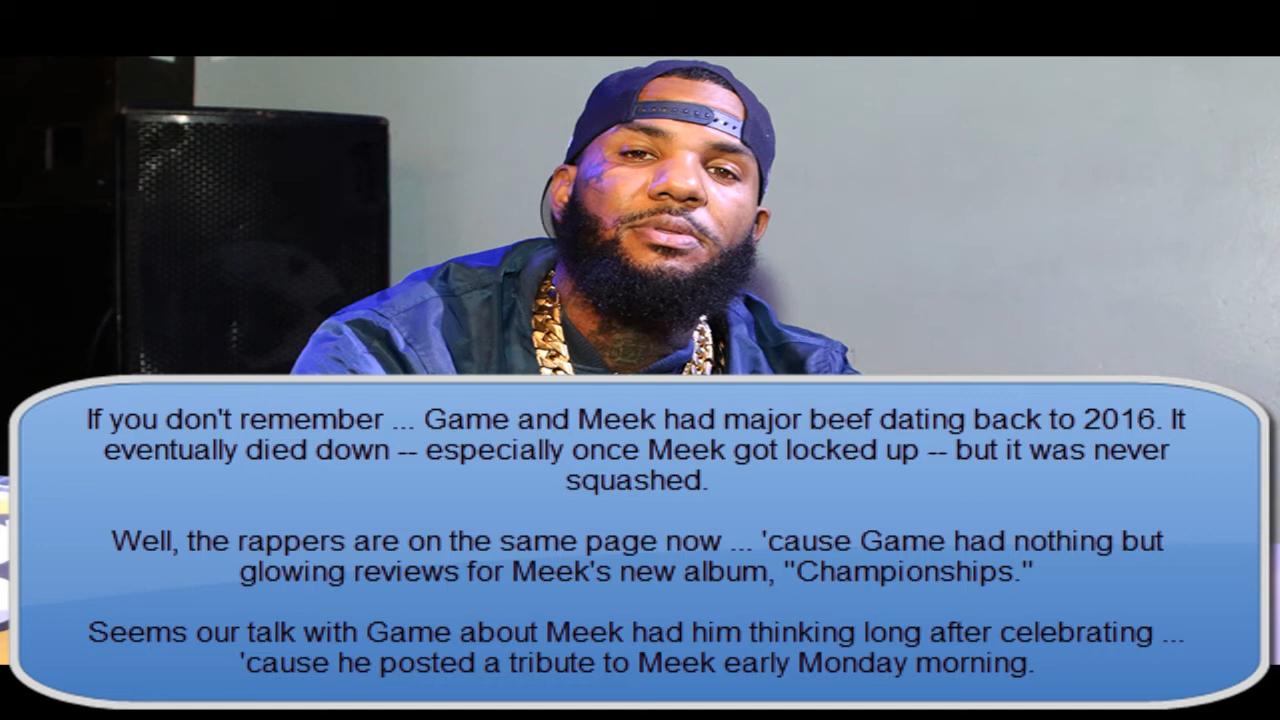 If you don't remember ... Game and Meek had major beef dating back to 2016. It
eventually died down -- especially once Meek got locked up -- but it was never
squashed.
Well, the rappers are on the same page now ... 'cause Game had nothing but
glowing reviews for Meek's new album, "Championships."
Seems our talk with Game about Meek had him thinking long after celebrating ...
'cause he posted a tribute to Meek early Monday morning.